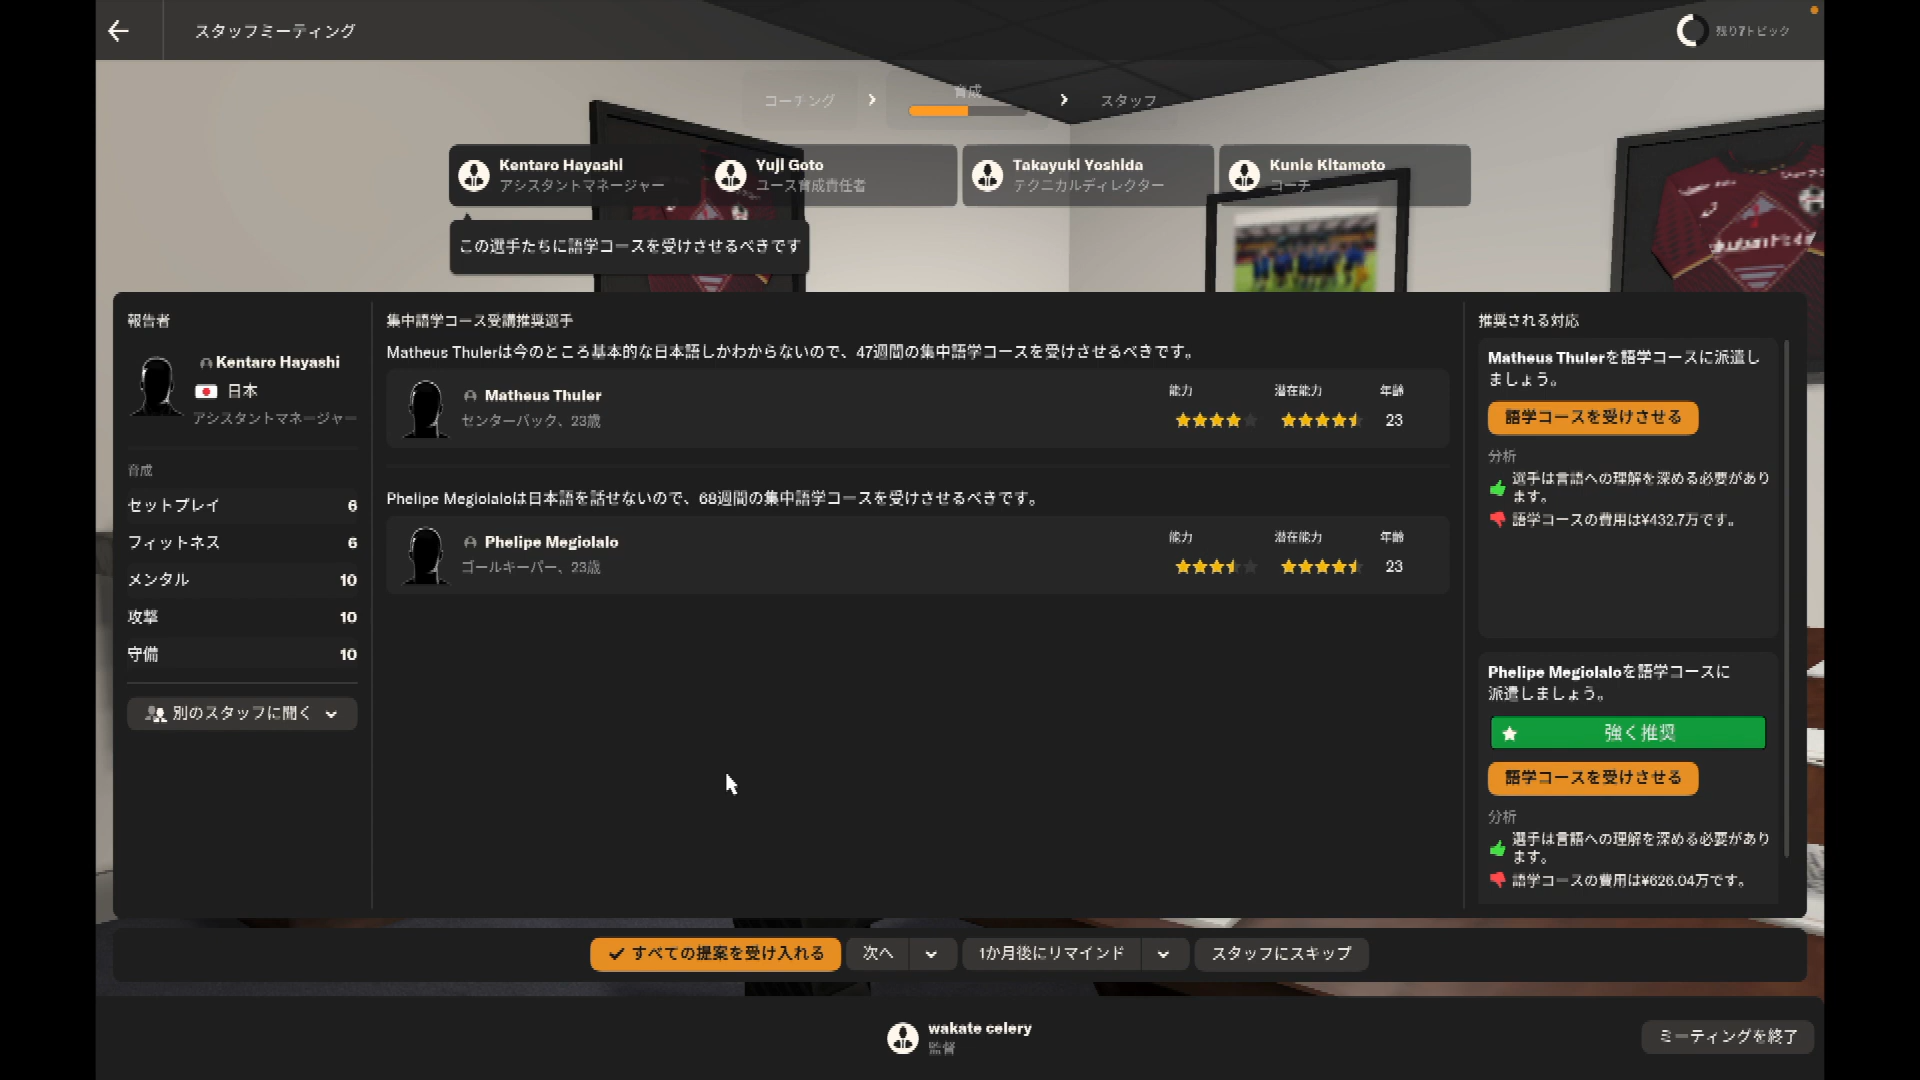 スタッフミーティング
残り7トピック
コーチング
育成
スタッフ
Kentaro Hayashi
アシスタントマネージャー
Yuji Goto
ユース育成責任者
Takayuki Yoshida
テクニカルディレクター
Kunie Kitamoto
コーチ
この選手たちに語学コースを受けさせるべきです
報告者
Kentaro Hayashi
日本
アシスタントマネージャー
育成
セットプレイ 6
フィットネス 6
メンタル 10
攻撃 10
守備 10
別のスタッフに聞く
集中語学コース受講推奨選手
Matheus Thulerは今のところ基本的な日本語しかわからないので、47週間の集中語学コースを受けさせるべきです。
Matheus Thuler
センターバック、23歳
能力 潜在能力 年齢
23
Phelipe Megiolaloは日本語を話せないので、68週間の集中語学コースを受けさせるべきです。
Phelipe Megiolalo
ゴールキーパー、23歳
能力 潜在能力 年齢
23
推奨される対応
Matheus Thulerを語学コースに派遣し
ましょう。
語学コースを受けさせる
分析
選手は言語への理解を深める必要があり
ます。
語学コースの費用は¥432.7万です。
Phelipe Megiolaloを語学コースに
派遣しましょう。
強く推奨
語学コースを受けさせる
分析
選手は言語への理解を深める必要があり
ます。
語学コースの費用は¥626.04万です。
すべての提案を受け入れる
次へ
1か月後にリマインド
スタッフにスキップ
wakate celery
監督
ミーティングを終了